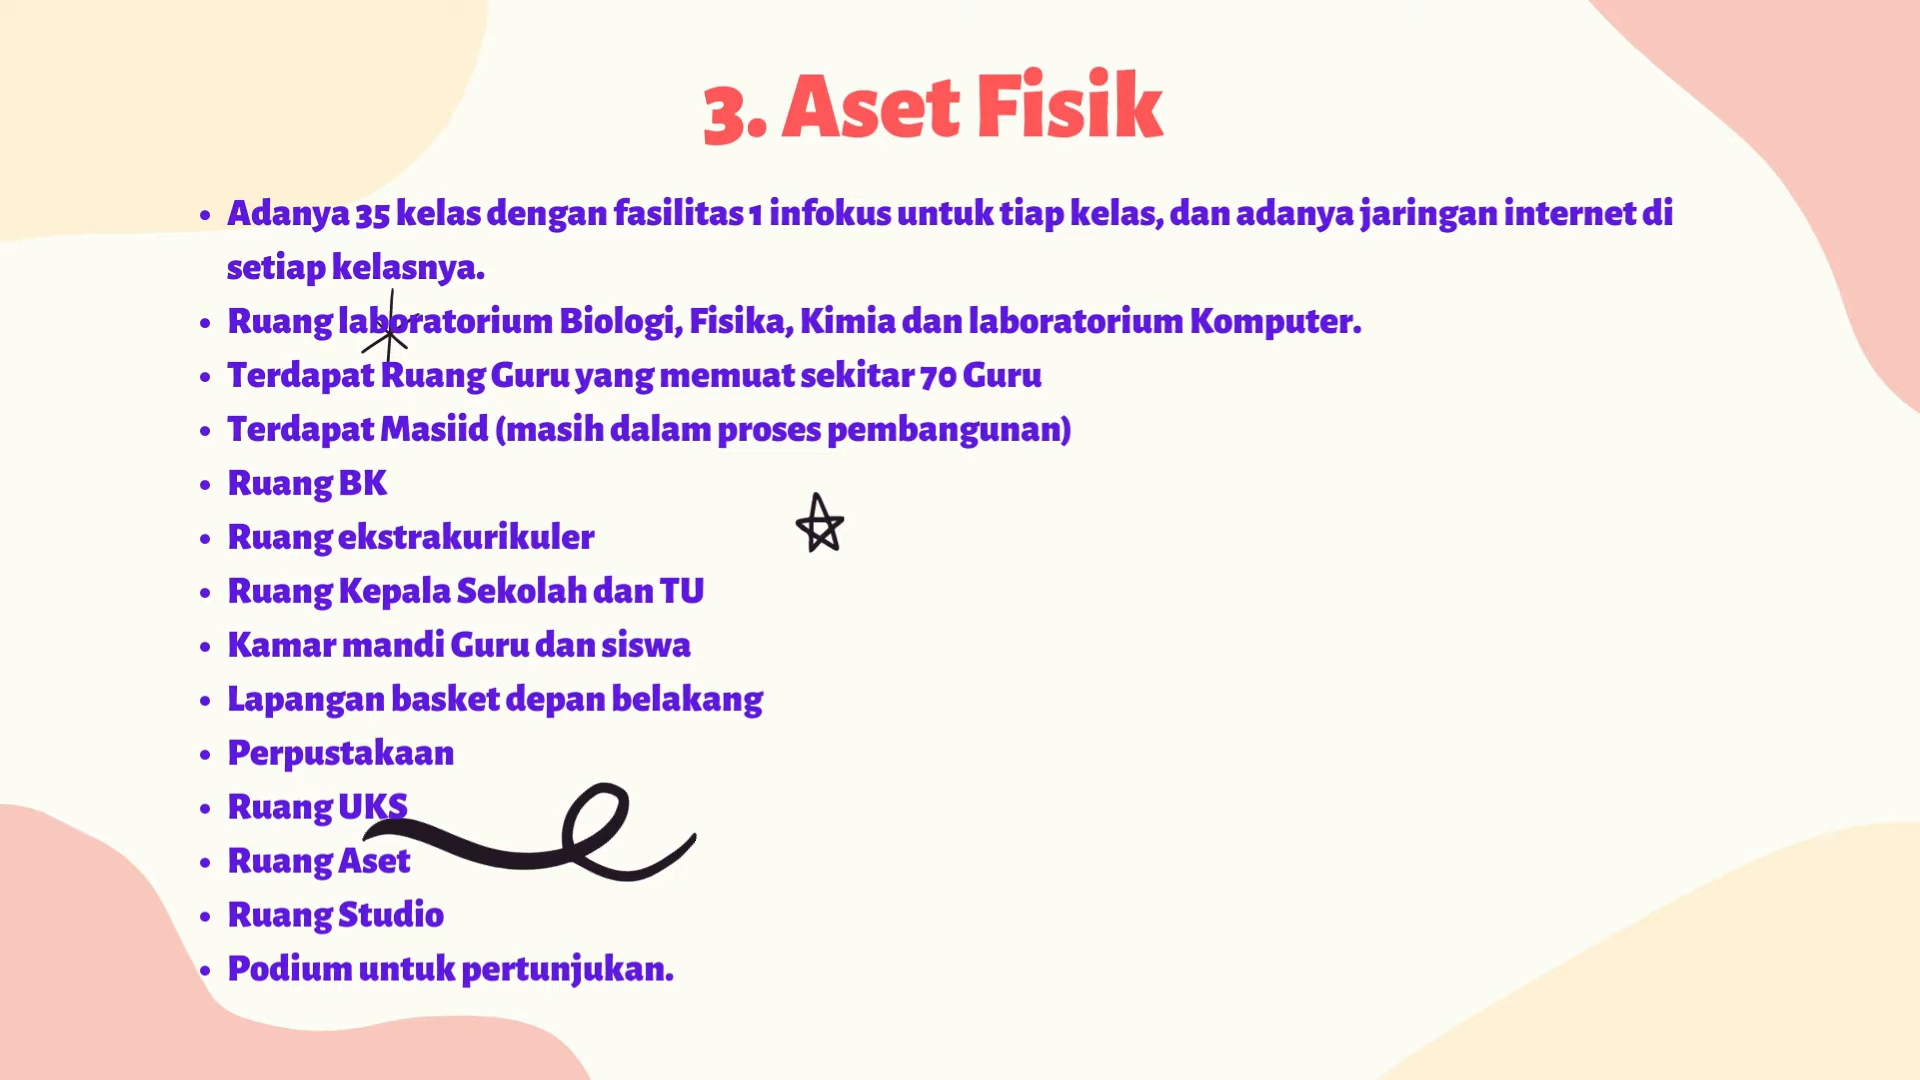 3. Aset Fisik
• Adanya 35 kelas dengan fasilitas 1 infokus untuk tiap kelas, dan adanya jaringan internet di
setiap kelasnya.
• Ruang laboratorium Biologi, Fisika, Kimia dan laboratorium Komputer.
• Terdapat Ruang Guru yang memuat sekitar 70 Guru
• Terdapat Masiid (masih dalam proses pembangunan)
• Ruang BK
• Ruang ekstrakurikuler
• Ruang Kepala Sekolah dan TU
• Kamar mandi Guru dan siswa
• Lapangan basket depan belakang
• Perpustakaan
• Ruang UKS
• Ruang Aset
• Ruang Studio
• Podium untuk pertunjukan.